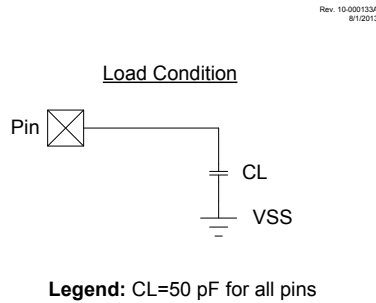 Rev. 10-000133A
8/1/2013
Load Condition
Pin
CL
VSS
Legend: CL=50 pF for all pins